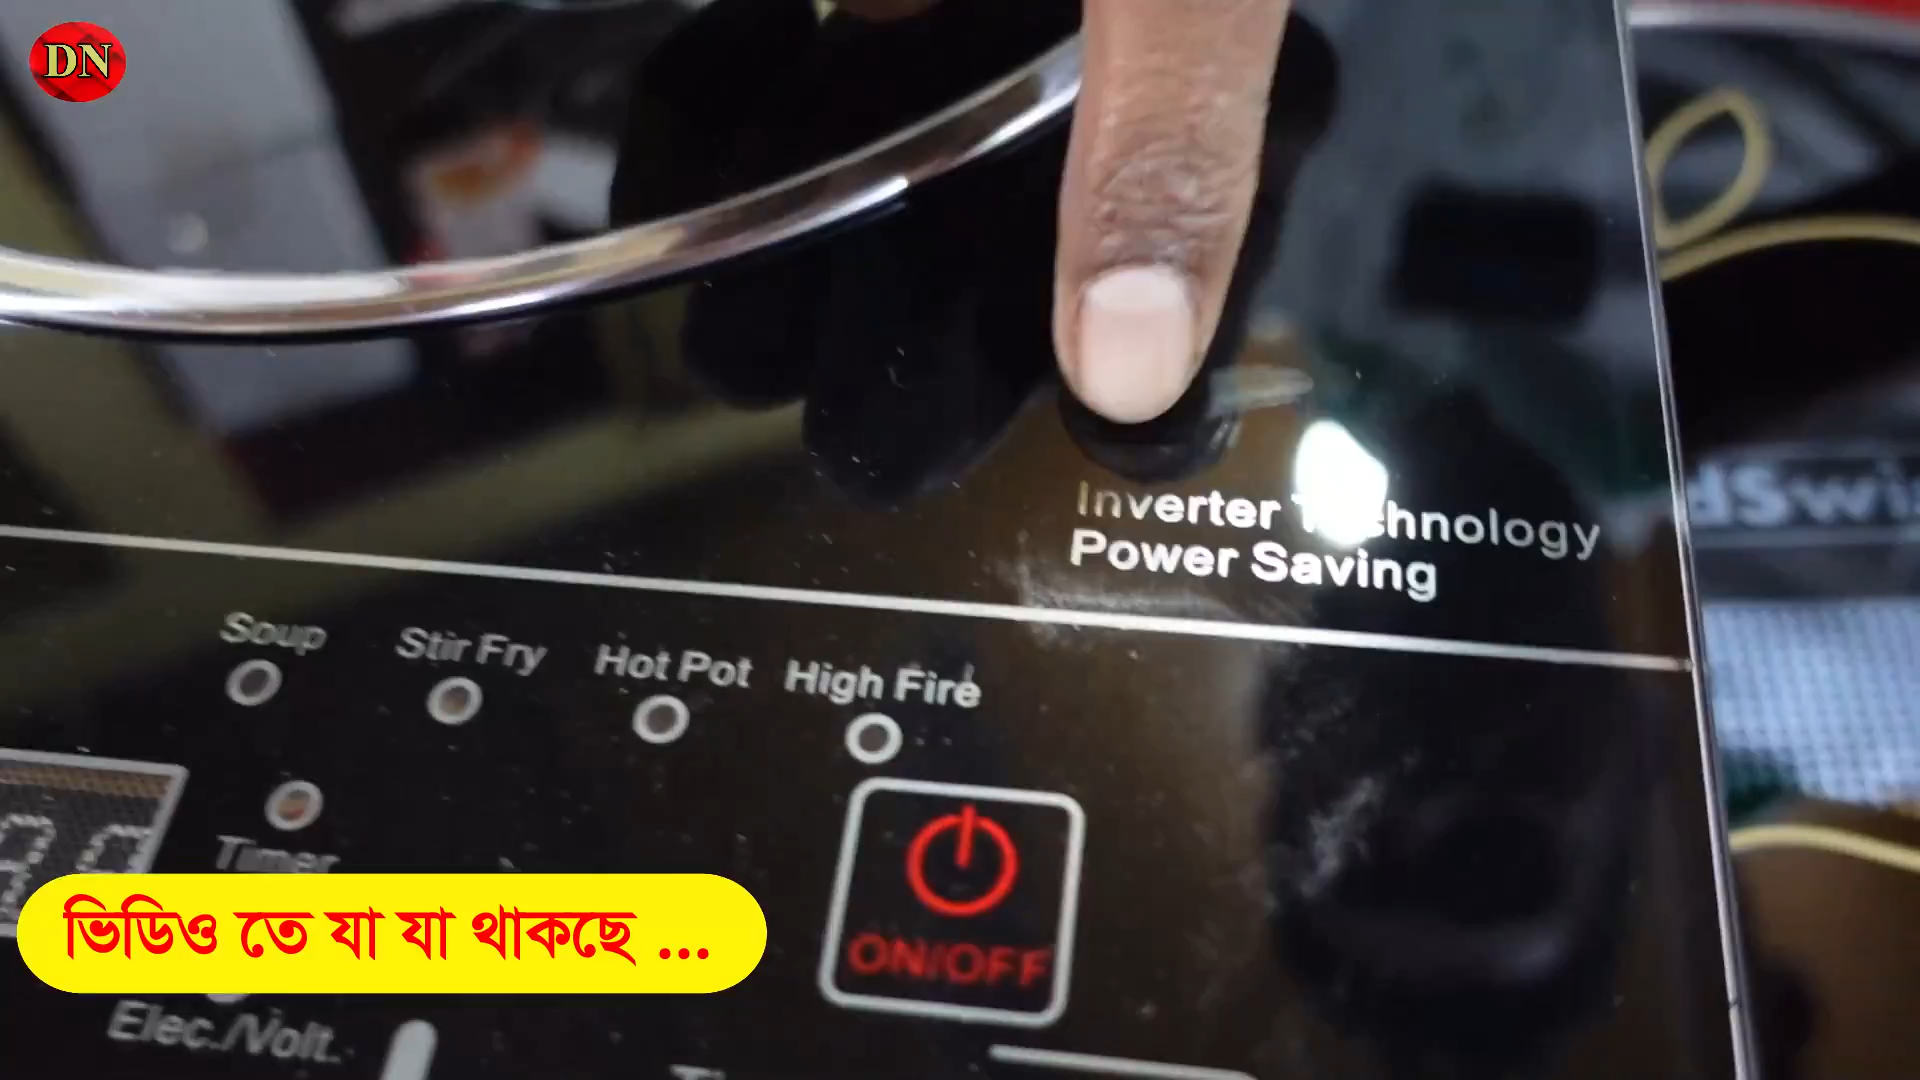 DN
Inverter Technology
Power Saving
Soup
Stir Fry
Hot Pot
High Fire
Timer
ভিডিও তে যা যা থাকছে ...
ON/OFF
Elec./Volt.